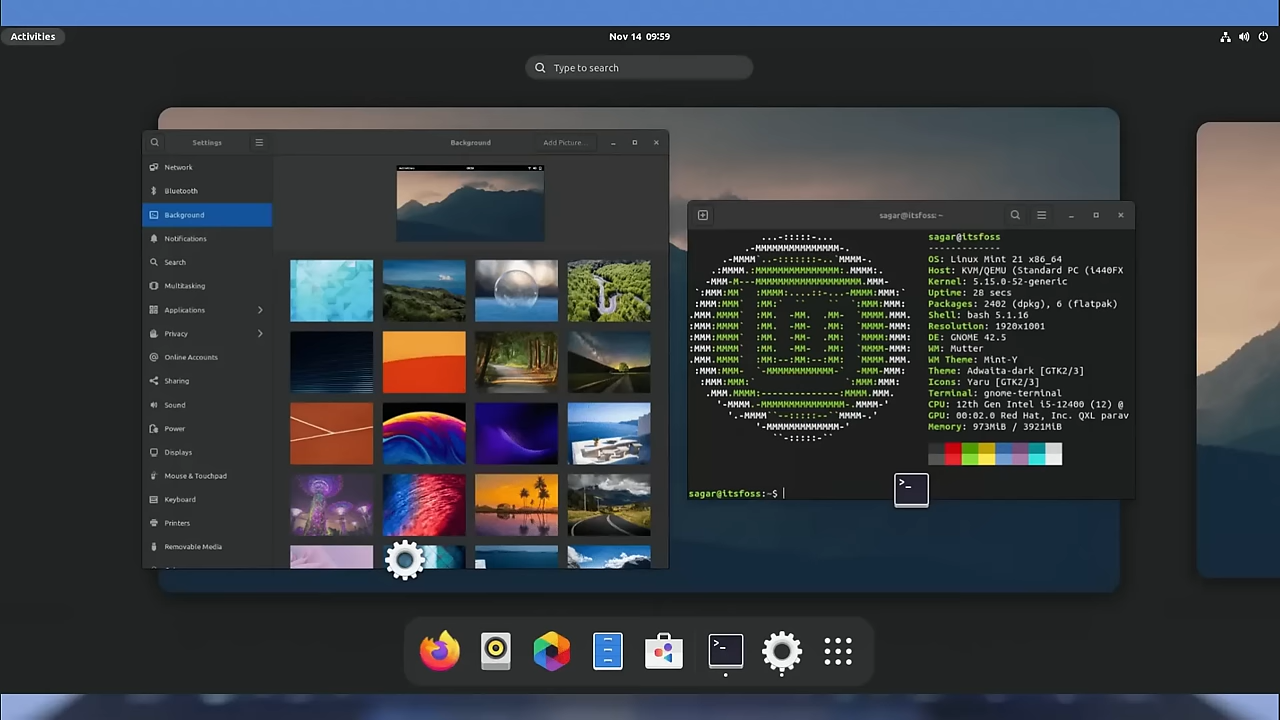 Activities
Nov 14 09:59
Type to search
Settings
Background
Add Picture...
Network
Bluetooth
Background
Notifications
Search
Multitasking
Applications
Privacy
Online Accounts
Sharing
Sound
Power
Displays
Mouse & Touchpad
Keyboard
Printers
Removable Media
sagar@itsfoss: ~
sagar@itsfoss
-------------
OS: Linux Mint 21 x86_64
Host: KVM/QEMU (Standard PC (i440FX
Kernel: 5.15.0-52-generic
Uptime: 28 secs
Packages: 2402 (dpkg), 6 (flatpak)
Shell: bash 5.1.16
Resolution: 1920x1001
DE: GNOME 42.5
WM: Mutter
WM Theme: Mint-Y
Theme: Adwaita-dark [GTK2/3]
Icons: Yaru [GTK2/3]
Terminal: gnome-terminal
CPU: 12th Gen Intel i5-12400 (12) @
GPU: 00:02.0 Red Hat, Inc. QXL parav
Memory: 973MiB / 3921MiB
sagar@itsfoss:~$